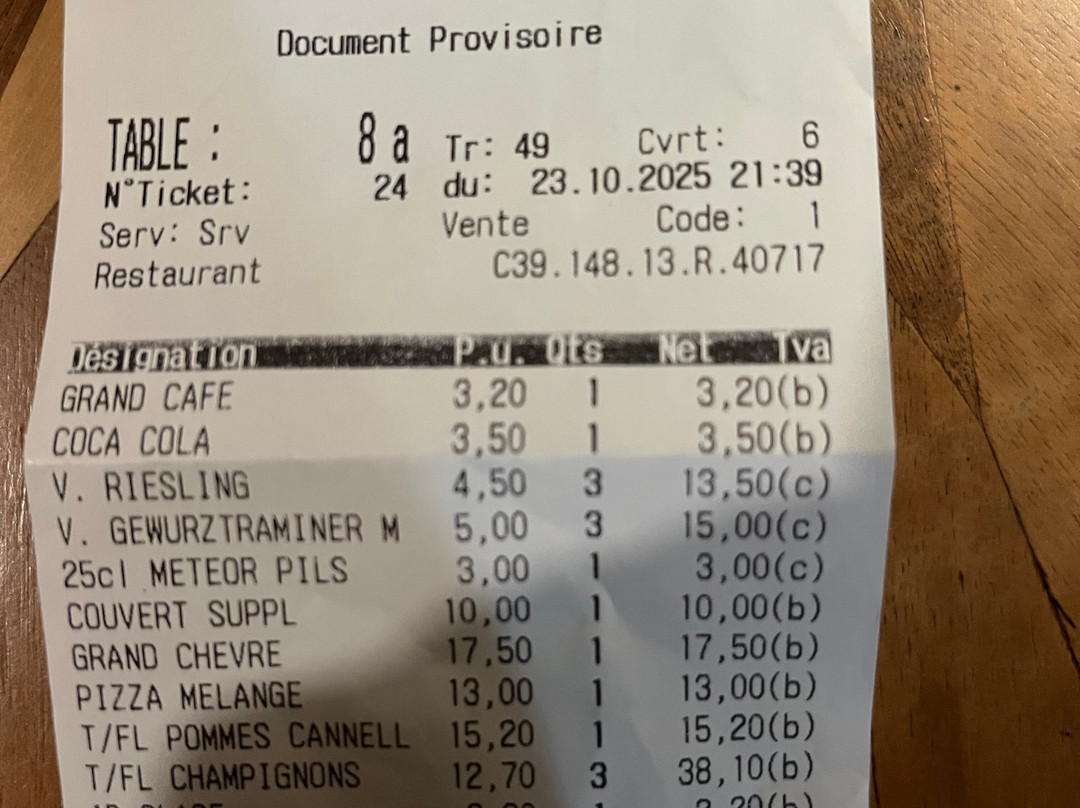 Document Provisoire
TABLE : 8 a Tr: 49 Cvrt: 6
N°Ticket: 24 du: 23.10.2025 21:39
Serv: Srv Vente Code: 1
Restaurant C39.148.13.R.40717
Désignation P.u. Qts Net Tva
GRAND CAFE 3,20 1 3,20(b)
COCA COLA 3,50 1 3,50(b)
V. RIESLING 4,50 3 13,50(c)
V. GEWURZTRAMINER M 5,00 3 15,00(c)
25cl METEOR PILS 3,00 1 3,00(c)
COUVERT SUPPL 10,00 1 10,00(b)
GRAND CHEVRE 17,50 1 17,50(b)
PIZZA MELANGE 13,00 1 13,00(b)
T/FL POMMES CANNELL 15,20 1 15,20(b)
T/FL CHAMPIGNONS 12,70 3 38,10(b)